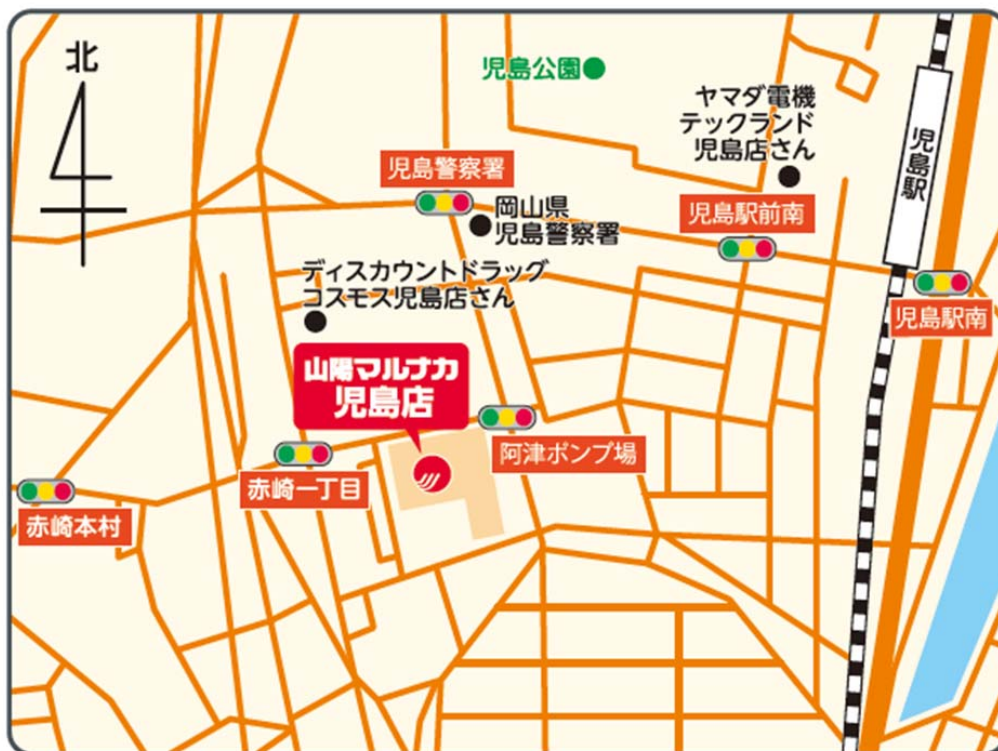 北
児島公園
ヤマダ電機
テックランド
児島店さん
児島駅
児島警察署
岡山県
児島警察署
児島駅前南
児島駅南
ディスカウントドラッグ
コスモス児島店さん
山陽マルナカ
児島店
阿津ポンプ場
赤崎一丁目
赤崎本村